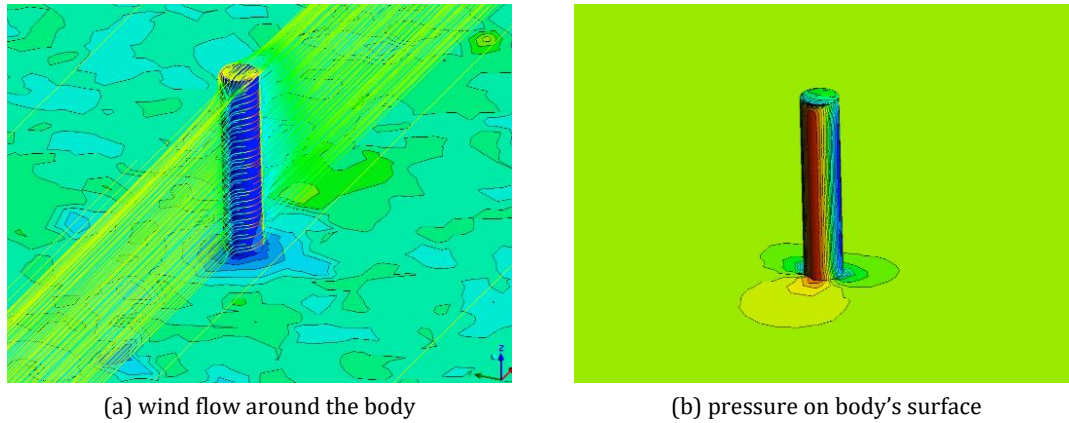 Z
Y
(a) wind flow around the body
(b) pressure on body’s surface